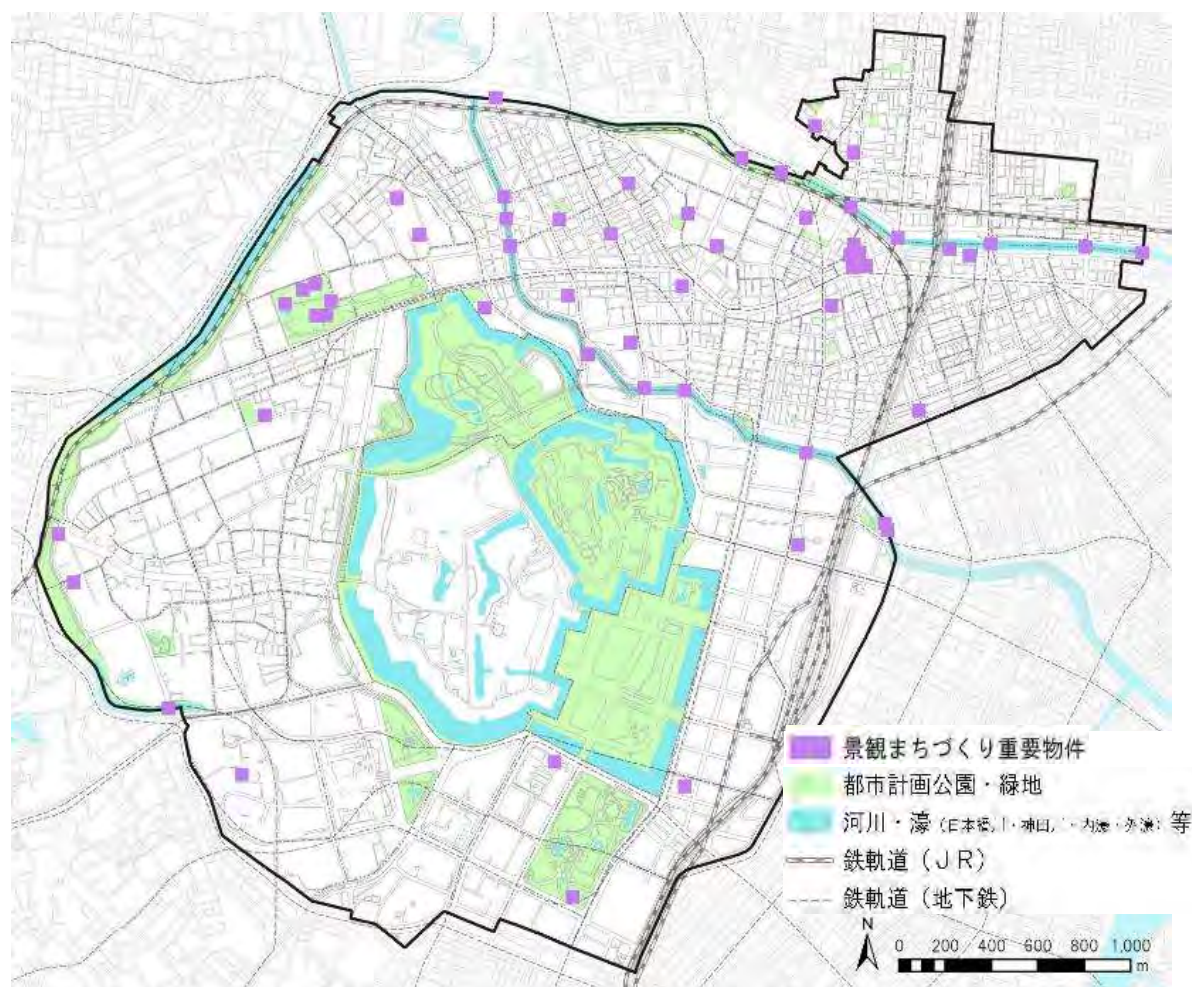 景観まちづくり重要物件
都市計画公園・緑地
河川・濠 等
鉄軌道（ＪＲ）
鉄軌道（地下鉄）
N
0 200 400 600 800 1,000
m